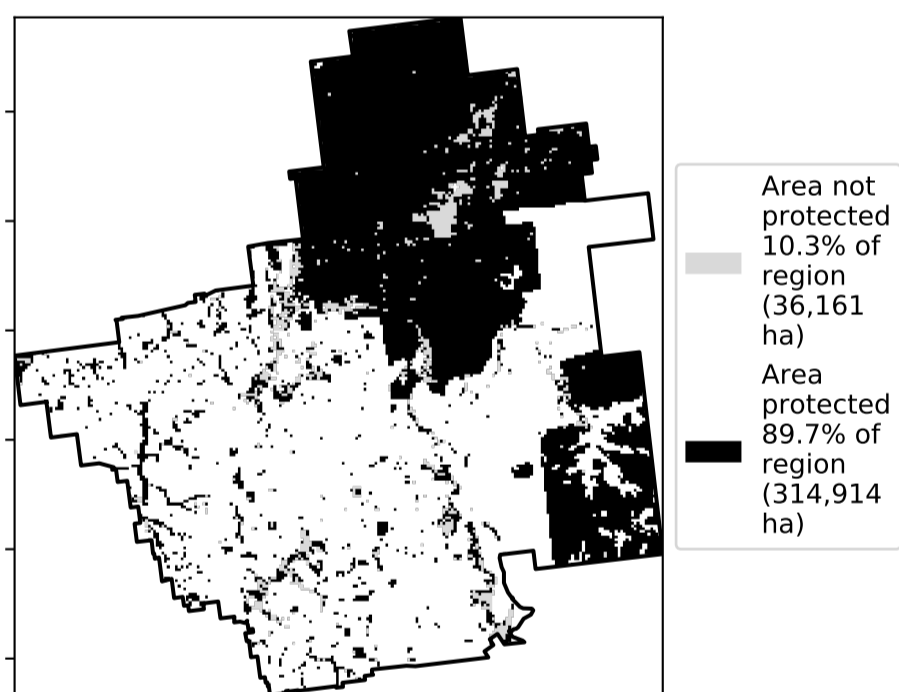 Area not
protected
10.3% of
region
(36,161
ha)
Area
protected
89.7% of
region
(314,914
ha)